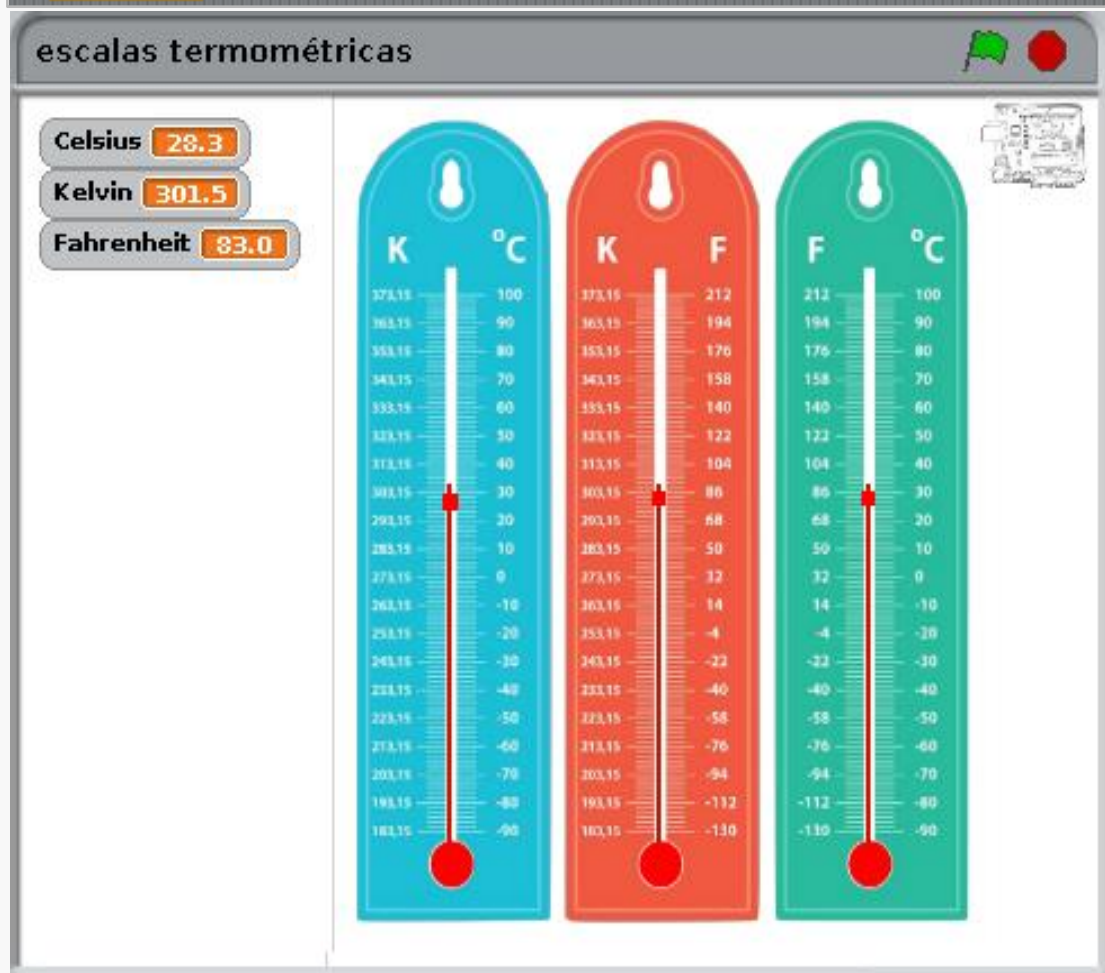 escalas termométricas
Celsius 28.3
Kelvin 301.5
Fahrenheit 83.0
K °C K F F °C
373,15 100 373,15 212 212 100
363,15 90 363,15 194 194 90
353,15 80 353,15 176 176 80
343,15 70 343,15 158 158 70
333,15 60 333,15 140 140 60
323,15 50 323,15 122 122 50
313,15 40 313,15 104 104 40
303,15 30 303,15 86 86 30
293,15 20 293,15 68 68 20
283,15 10 283,15 50 50 10
273,15 0 273,15 32 32 0
263,15 -10 263,15 14 14 -10
253,15 -20 253,15 -4 -4 -20
243,15 -30 243,15 -22 -22 -30
233,15 -40 233,15 -40 -40 -40
223,15 -50 223,15 -58 -58 -50
213,15 -60 213,15 -76 -76 -60
203,15 -70 203,15 -94 -94 -70
193,15 -80 193,15 -112 -112 -80
183,15 -90 183,15 -130 -130 -90